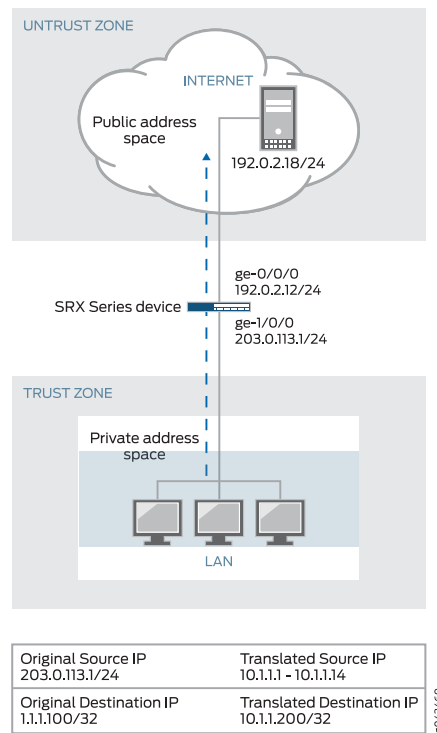 UNTRUST ZONE
INTERNET
Public address
space
192.0.2.18/24
ge-0/0/0
192.0.2.12/24
SRX Series device
ge-1/0/0
203.0.113.1/24
TRUST ZONE
Private address
space
LAN
Original Source IP
203.0.113.1/24
Translated Source IP
10.1.1.1 - 10.1.1.14
Original Destination IP
1.1.1.100/32
Translated Destination IP
10.1.1.200/32